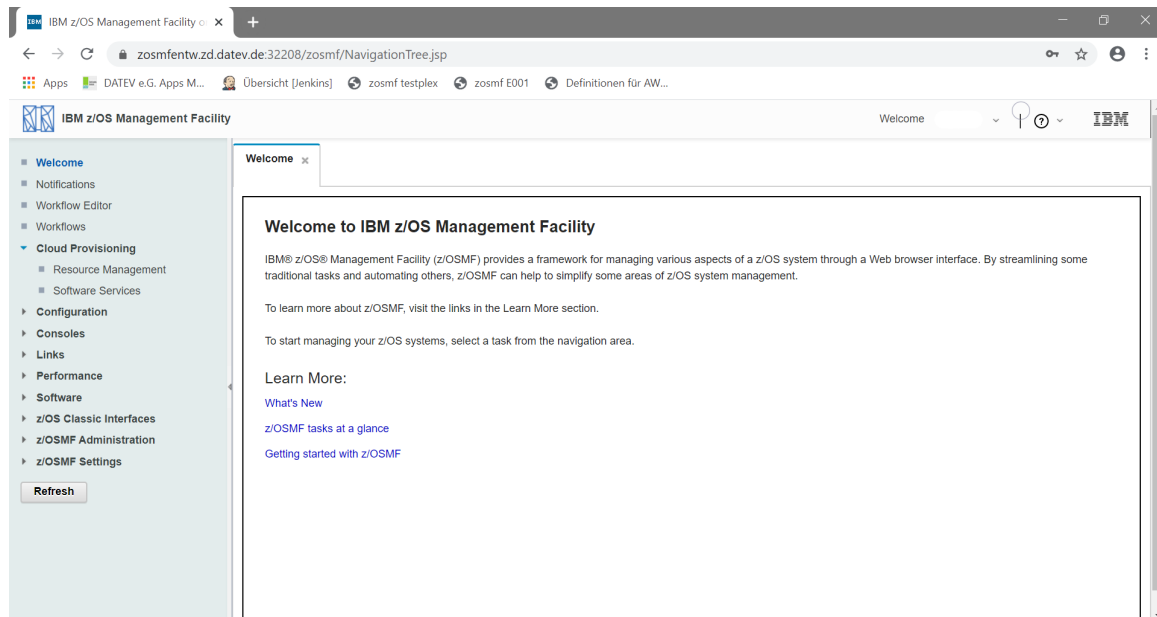 IBM z/OS Management Facility o
zosmfentw.zd.datev.de:32208/zosmf/NavigationTree.jsp
Apps DATEV e.G. Apps M... Übersicht [Jenkins] zosmf testplex zosmf E001 Definitionen für AW...
IBM z/OS Management Facility Welcome IBM
Welcome
Notifications
Workflow Editor
Workflows
Cloud Provisioning
Resource Management
Software Services
Configuration
Consoles
Links
Performance
Software
z/OS Classic Interfaces
z/OSMF Administration
z/OSMF Settings
Refresh
Welcome
Welcome to IBM z/OS Management Facility
IBM® z/OS® Management Facility (z/OSMF) provides a framework for managing various aspects of a z/OS system through a Web browser interface. By streamlining some
traditional tasks and automating others, z/OSMF can help to simplify some areas of z/OS system management.
To learn more about z/OSMF, visit the links in the Learn More section.
To start managing your z/OS systems, select a task from the navigation area.
Learn More:
What's New
z/OSMF tasks at a glance
Getting started with z/OSMF